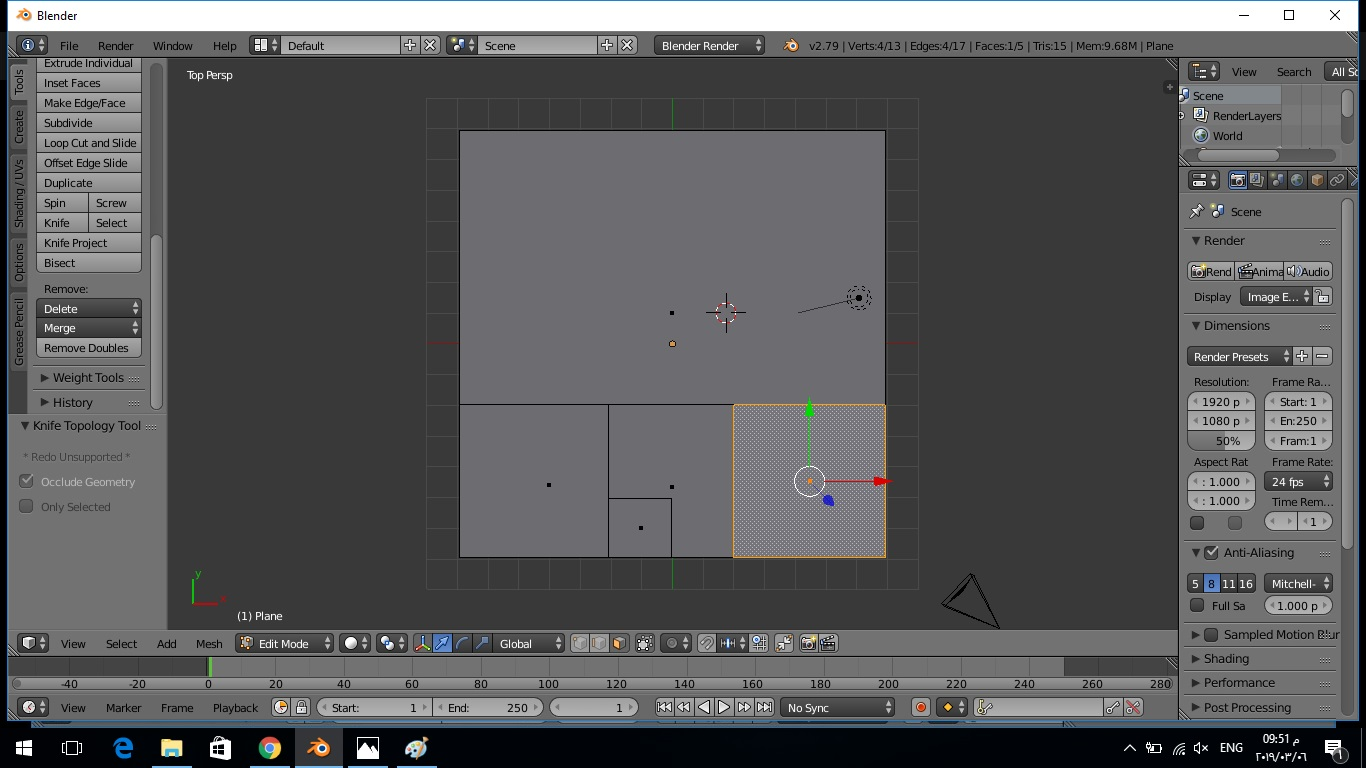 Blender
File Render Window Help Default Scene Blender Render v2.79 | Verts:4/13 | Edges:4/17 | Faces:1/5 | Tris:15 | Mem:9.68M | Plane
Tools
Create
Shading / UVs
Options
Grease Pencil
Extrude Individual
Inset Faces
Make Edge/Face
Subdivide
Loop Cut and Slide
Offset Edge Slide
Duplicate
Spin Screw
Knife Select
Knife Project
Bisect
Remove:
Delete
Merge
Remove Doubles
Weight Tools
History
Knife Topology Tool
* Redo Unsupported *
Occlude Geometry
Only Selected
Top Persp
y
x
(1) Plane
View Search All Sc
Scene
RenderLayers
World
Scene
Render
Rend Anima Audio
Display Image E...
Dimensions
Render Presets
Resolution: Frame Ra...
1920 p Start: 1
1080 p En:250
50% Fram:1
Aspect Rat Frame Rate:
: 1.000 24 fps
: 1.000 Time Rem...
1
Anti-Aliasing
5 8 11 16 Mitchell-
Full Sa 1.000 p
Sampled Motion Blur
Shading
Performance
Post Processing
View Select Add Mesh Edit Mode Global
-40 -20 0 20 40 60 80 100 120 140 160 180 200 220 240 260 280
View Marker Frame Playback Start: 1 End: 250 1 No Sync
ENG
09:51 م
٢٠١٩/٠٣/٠٦
1